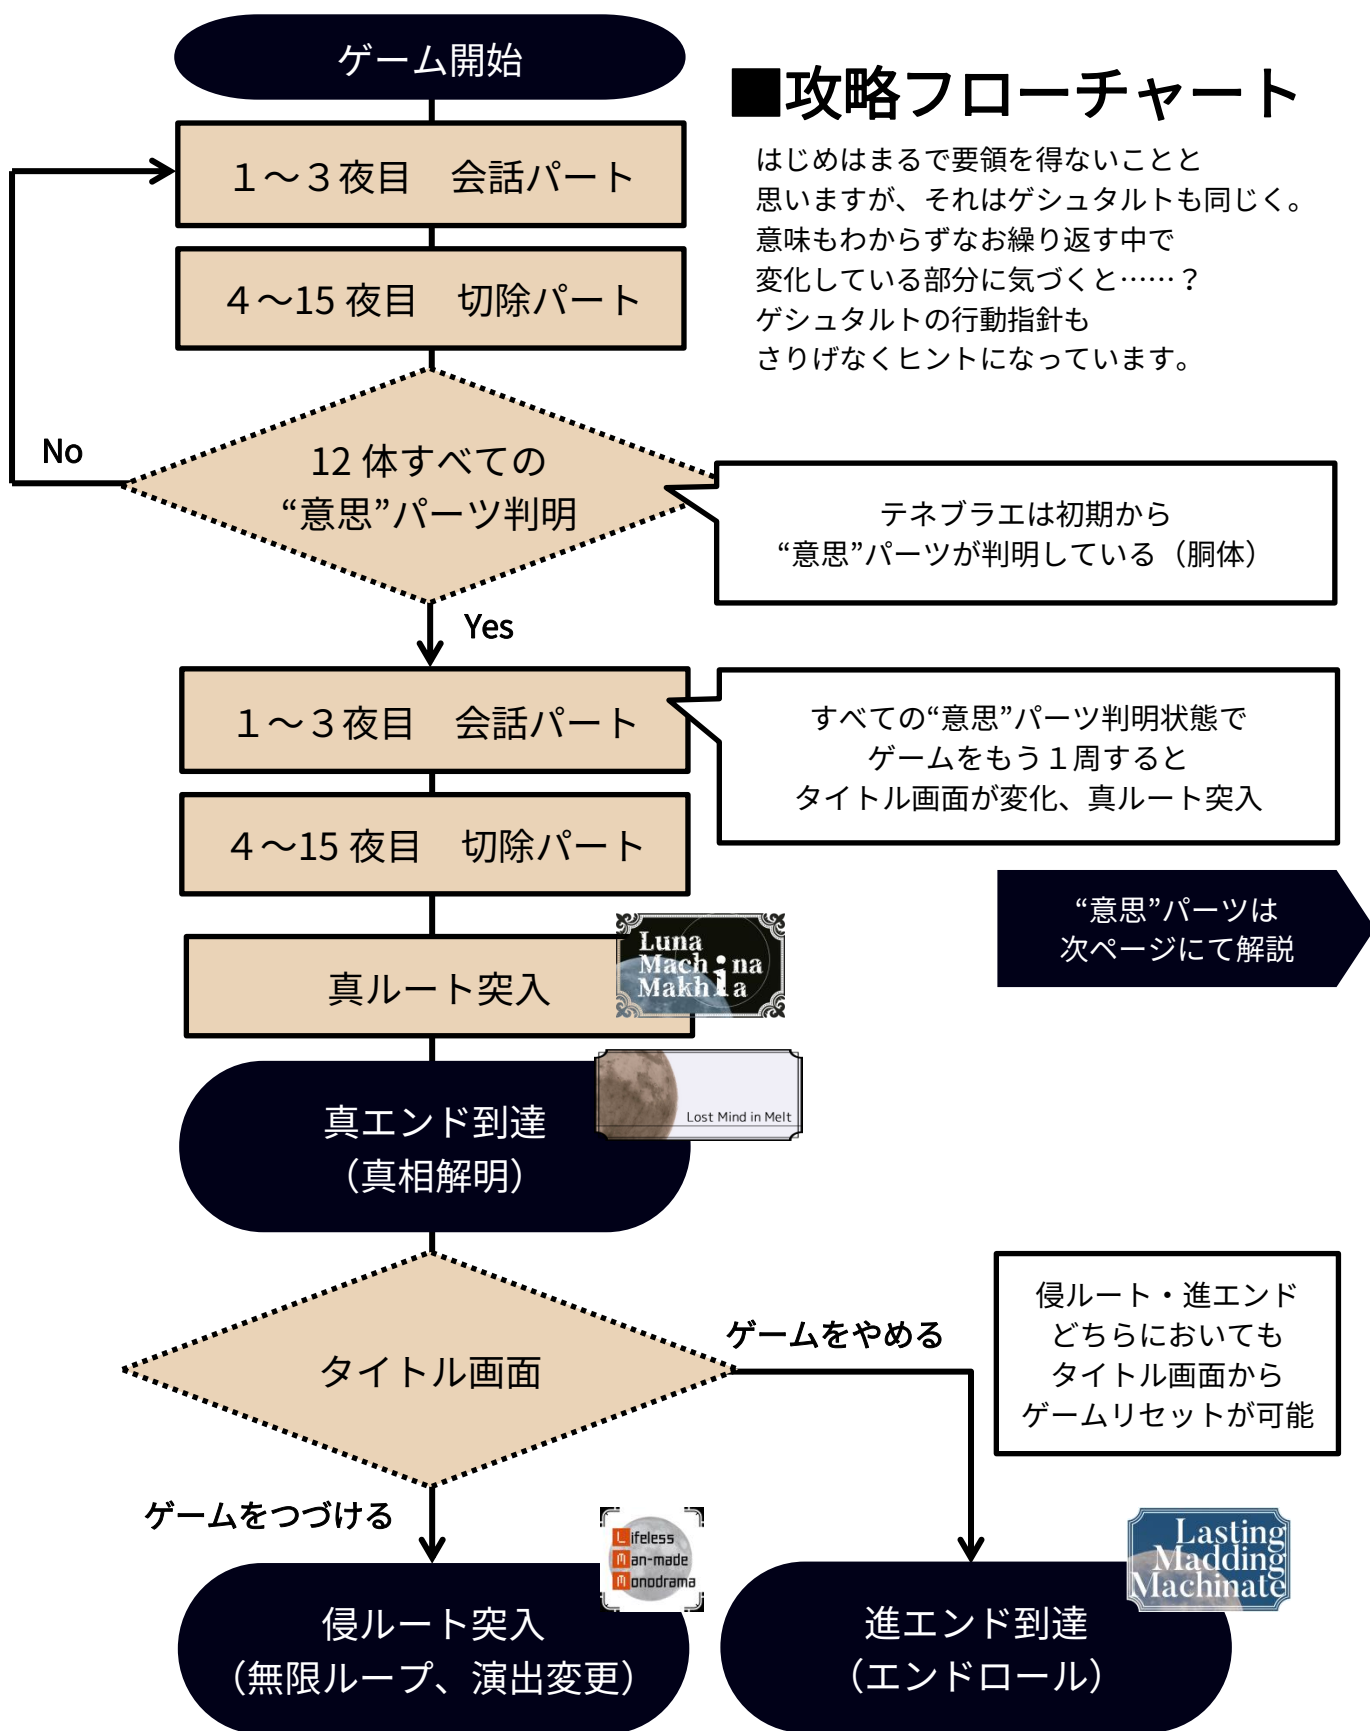 ゲーム開始
■攻略フローチャート
はじめはまるで要領を得ないことと
思いますが、それはゲシュタルトも同じく。
意味もわからずなお繰り返す中で
変化している部分に気づくと……？
ゲシュタルトの行動指針も
さりげなくヒントになっています。
１～３夜目　会話パート
４～15 夜目　切除パート
No
12 体すべての
“意思”パーツ判明
テネブラエは初期から
“意思”パーツが判明している（胴体）
Yes
１～３夜目　会話パート
すべての“意思”パーツ判明状態で
ゲームをもう１周すると
タイトル画面が変化、真ルート突入
４～15 夜目　切除パート
“意思”パーツは
次ページにて解説
真ルート突入
Luna
Machina
Makhia
真エンド到達
（真相解明）
Lost Mind in Melt
タイトル画面
ゲームをやめる
侵ルート・進エンド
どちらにおいても
タイトル画面から
ゲームリセットが可能
ゲームをつづける
Lifeless
Man-made
Monodrama
侵ルート突入
（無限ループ、演出変更）
Lasting
Madding
Machinate
進エンド到達
（エンドロール）